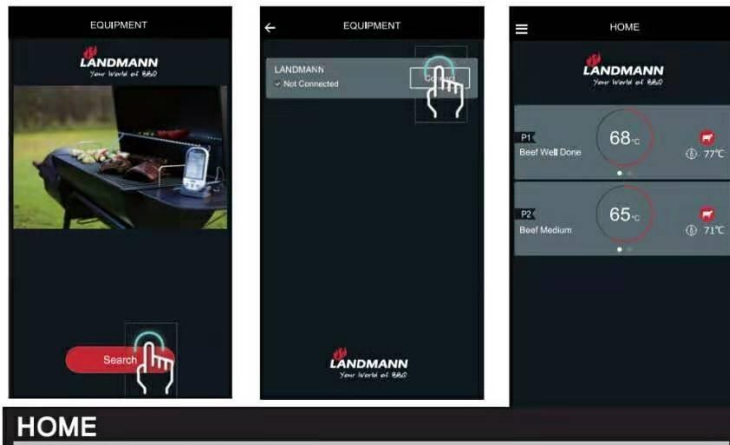 EQUIPMENT
LANDMANN
Your World of BBQ
Search
EQUIPMENT
LANDMANN
Not Connected
LANDMANN
Your World of BBQ
HOME
LANDMANN
Your World of BBQ
P1
Beef Well Done
68°C
77°C
P2
Beef Medium
65°C
71°C
HOME